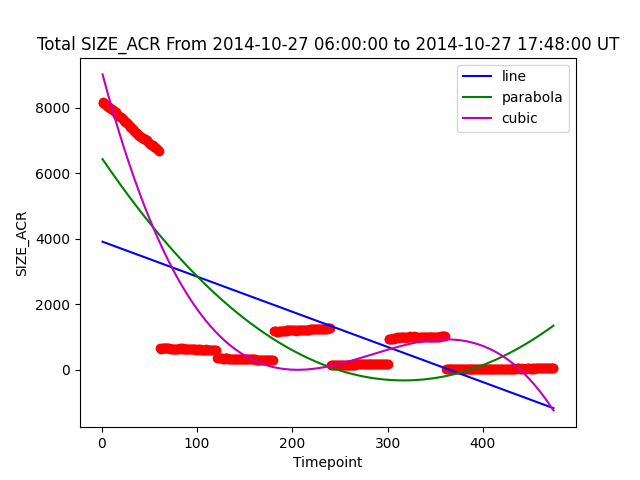 Total SIZE_ACR From 2014-10-27 06:00:00 to 2014-10-27 17:48:00 UT
line
parabola
cubic
SIZE_ACR
8000
6000
4000
2000
0
0 100 200 300 400
Timepoint